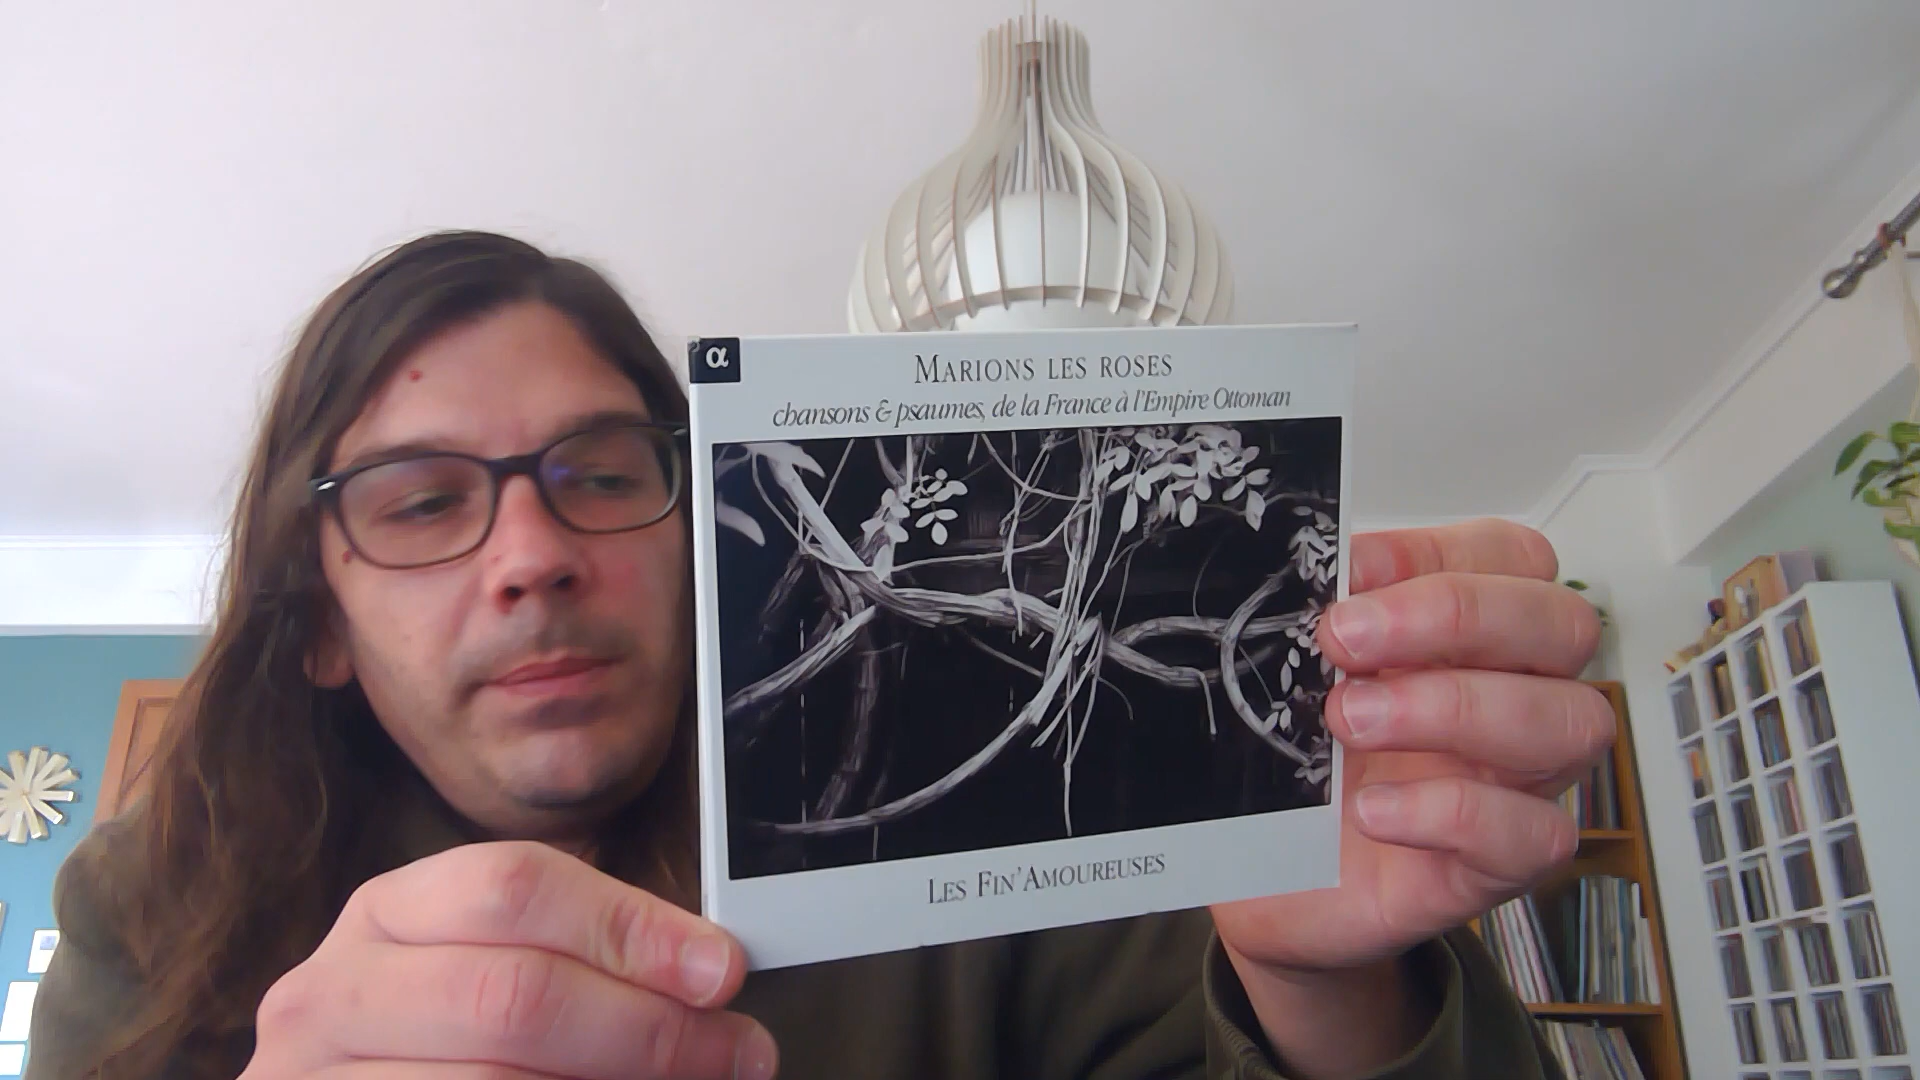 α
MARIONS LES ROSES
chansons & psaumes, de la France à l'Empire Ottoman
LES FIN'AMOUREUSES